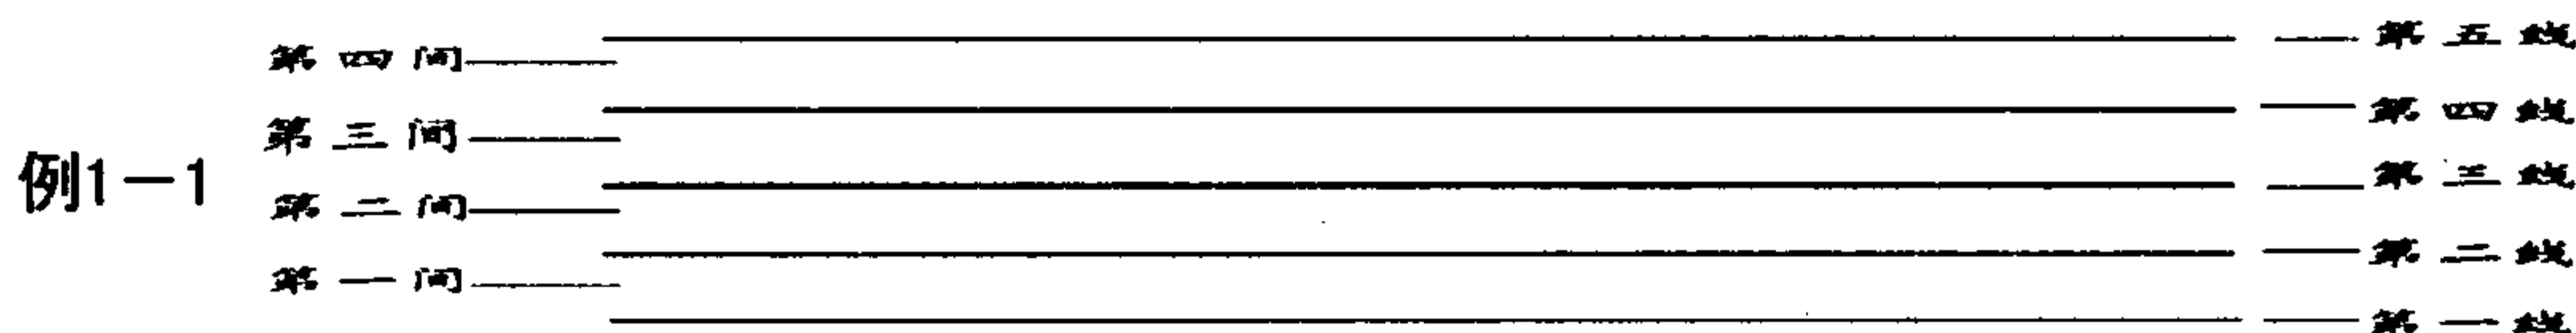 第五线
第四间
第四线
第三间
例1-1
第三线
第二间
第二线
第一间
第一线